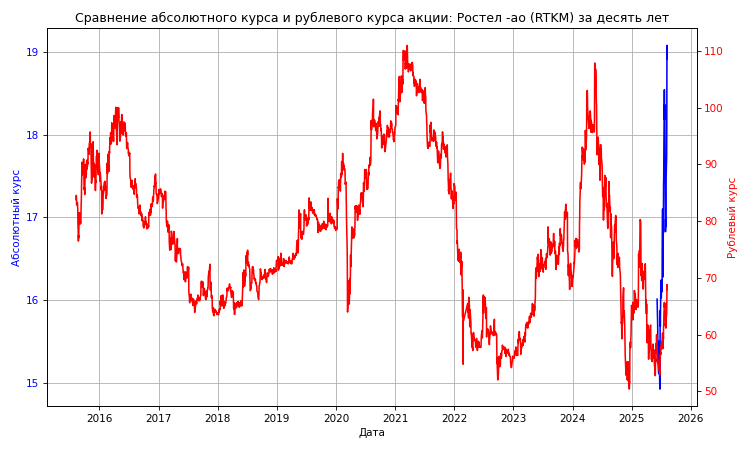 Сравнение абсолютного курса и рублевого курса акции: Ростел -ао (RTKM) за десять лет
19
18
17
16
15
Абсолютный курс
110
100
90
80
70
60
50
Рублевый курс
2016 2017 2018 2019 2020 2021 2022 2023 2024 2025 2026
Дата